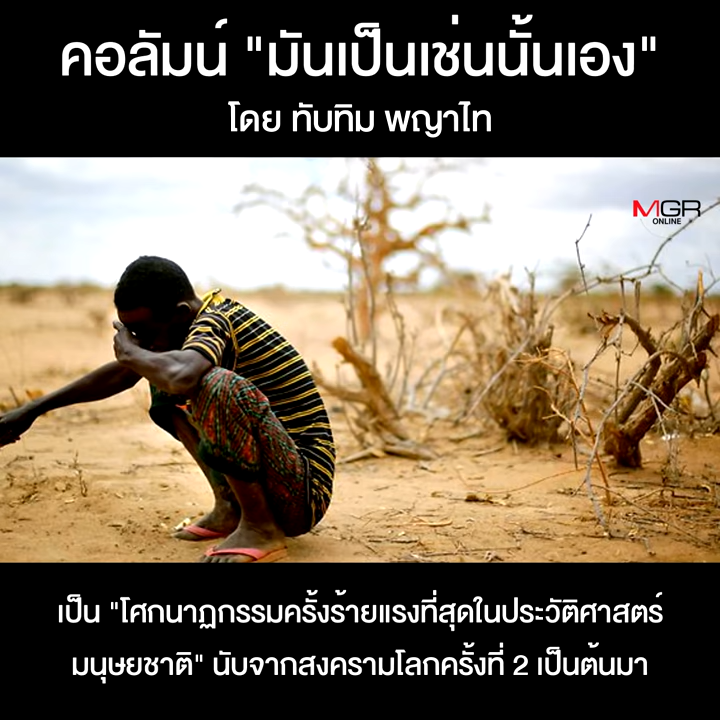 คอลัมน์ "มันเป็นเช่นนั้นเอง"
โดย ทับทิม พญาไท
MGR
ONLINE
เป็น "โศกนาฏกรรมครั้งร้ายแรงที่สุดในประวัติศาสตร์
มนุษยชาติ" นับจากสงครามโลกครั้งที่ 2 เป็นต้นมา